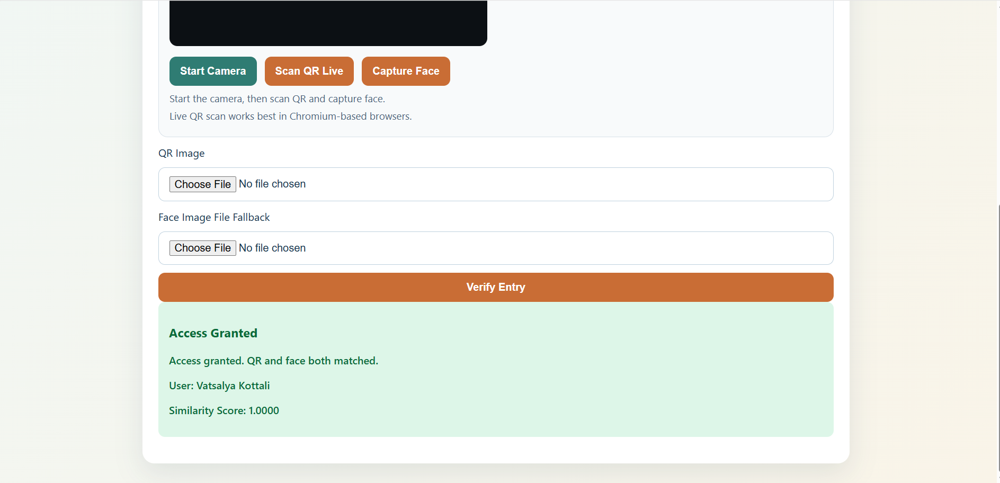 Start Camera
Scan QR Live
Capture Face
Start the camera, then scan QR and capture face.
Live QR scan works best in Chromium-based browsers.
QR Image
Choose File No file chosen
Face Image File Fallback
Choose File No file chosen
Verify Entry
Access Granted
Access granted. QR and face both matched.
User: Vatsalya Kottali
Similarity Score: 1.0000